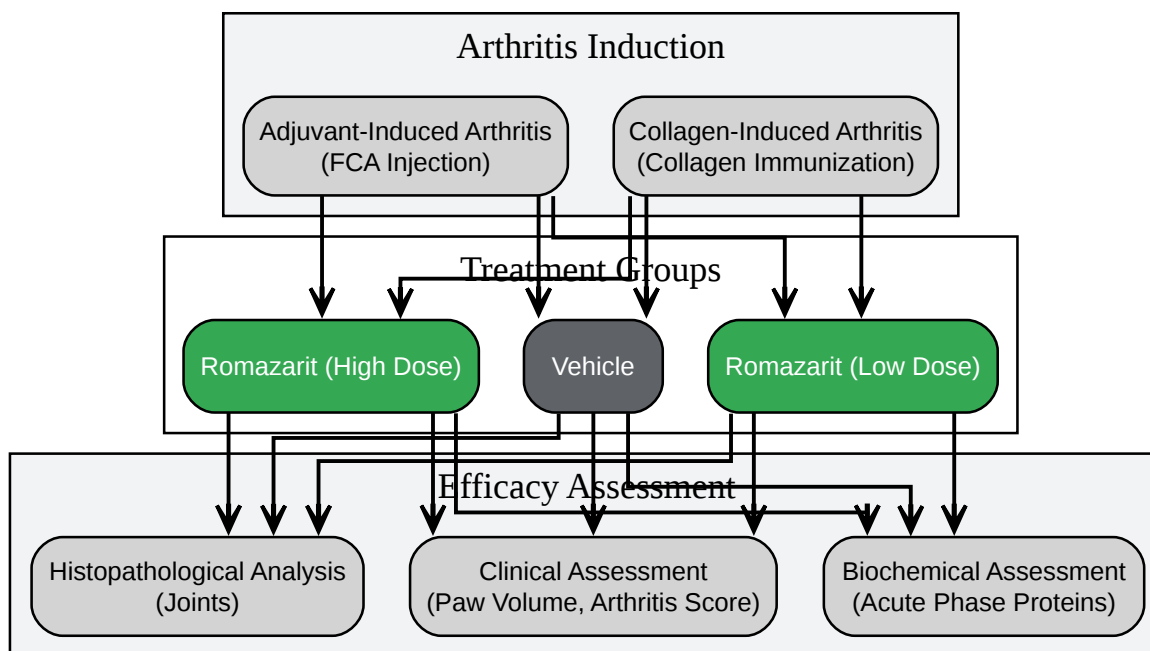 Arthritis Induction
Adjuvant-Induced Arthritis
(FCA Injection)
Collagen-Induced Arthritis
(Collagen Immunization)
Treatment Groups
Romazarit (High Dose)
Vehicle
Romazarit (Low Dose)
Efficacy Assessment
Histopathological Analysis
(Joints)
Clinical Assessment
(Paw Volume, Arthritis Score)
Biochemical Assessment
(Acute Phase Proteins)